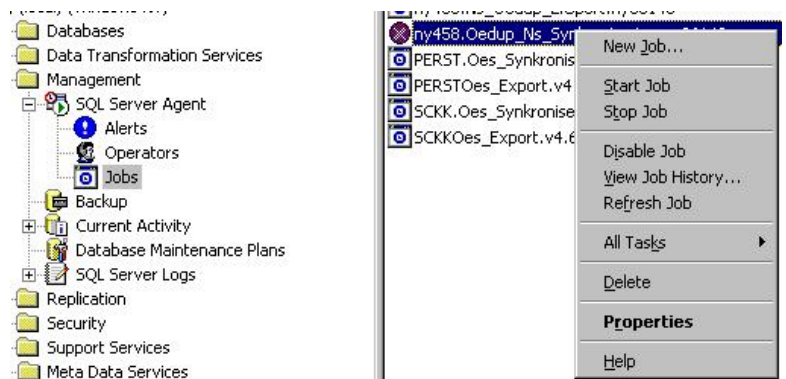 Databases
Data Transformation Services
Management
SQL Server Agent
Alerts
Operators
Jobs
Backup
Current Activity
Database Maintenance Plans
SQL Server Logs
Replication
Security
Support Services
Meta Data Services
ny458.Oedup_Ns_Syn
PERST.Oes_Synkronis
PERSTOes_Export.v4
SCKK.Oes_Synkronise
SCKKOes_Export.v4.6
New Job...
Start Job
Stop Job
Disable Job
View Job History...
Refresh Job
All Tasks
Delete
Properties
Help